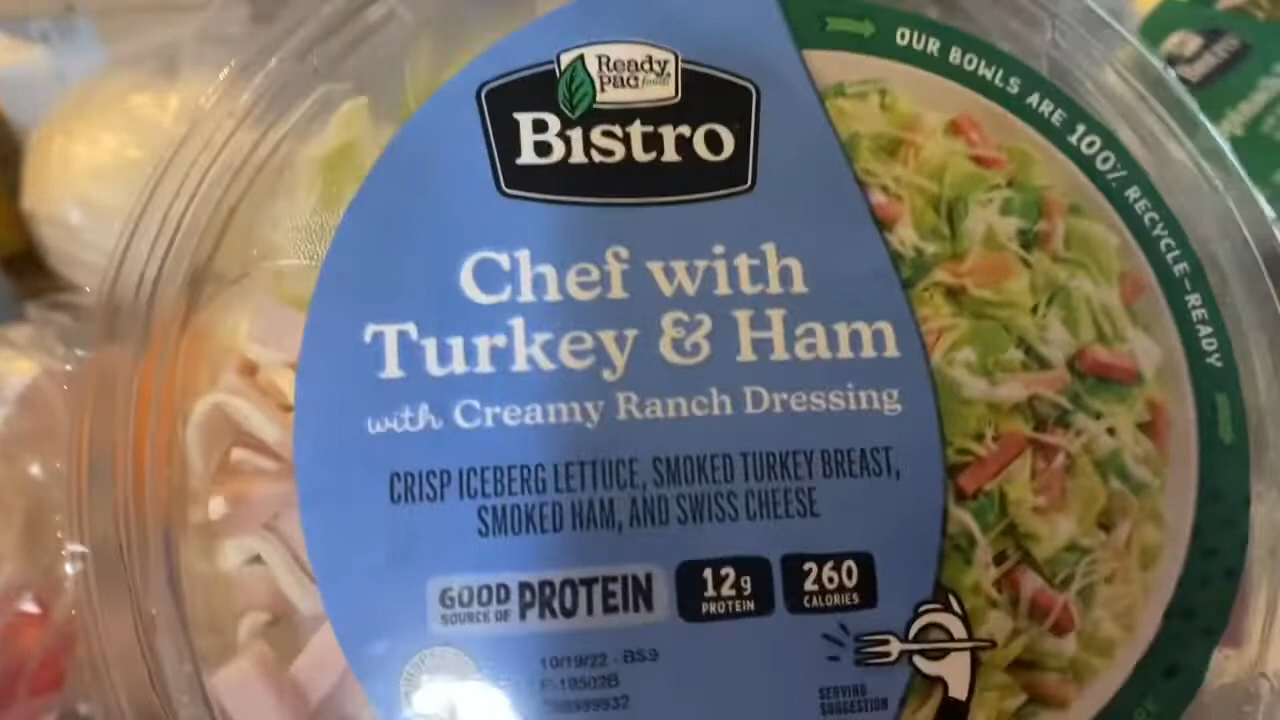 Ready
pac foods
Bistro
OUR BOWLS ARE 100% RECYCLE-READY
Chef with
Turkey & Ham
with Creamy Ranch Dressing
CRISP ICEBERG LETTUCE, SMOKED TURKEY BREAST,
SMOKED HAM, AND SWISS CHEESE
GOOD
SOURCE OF
PROTEIN
12g
PROTEIN
260
CALORIES
10/19/22 - BS9
SERVING
SUGGESTION